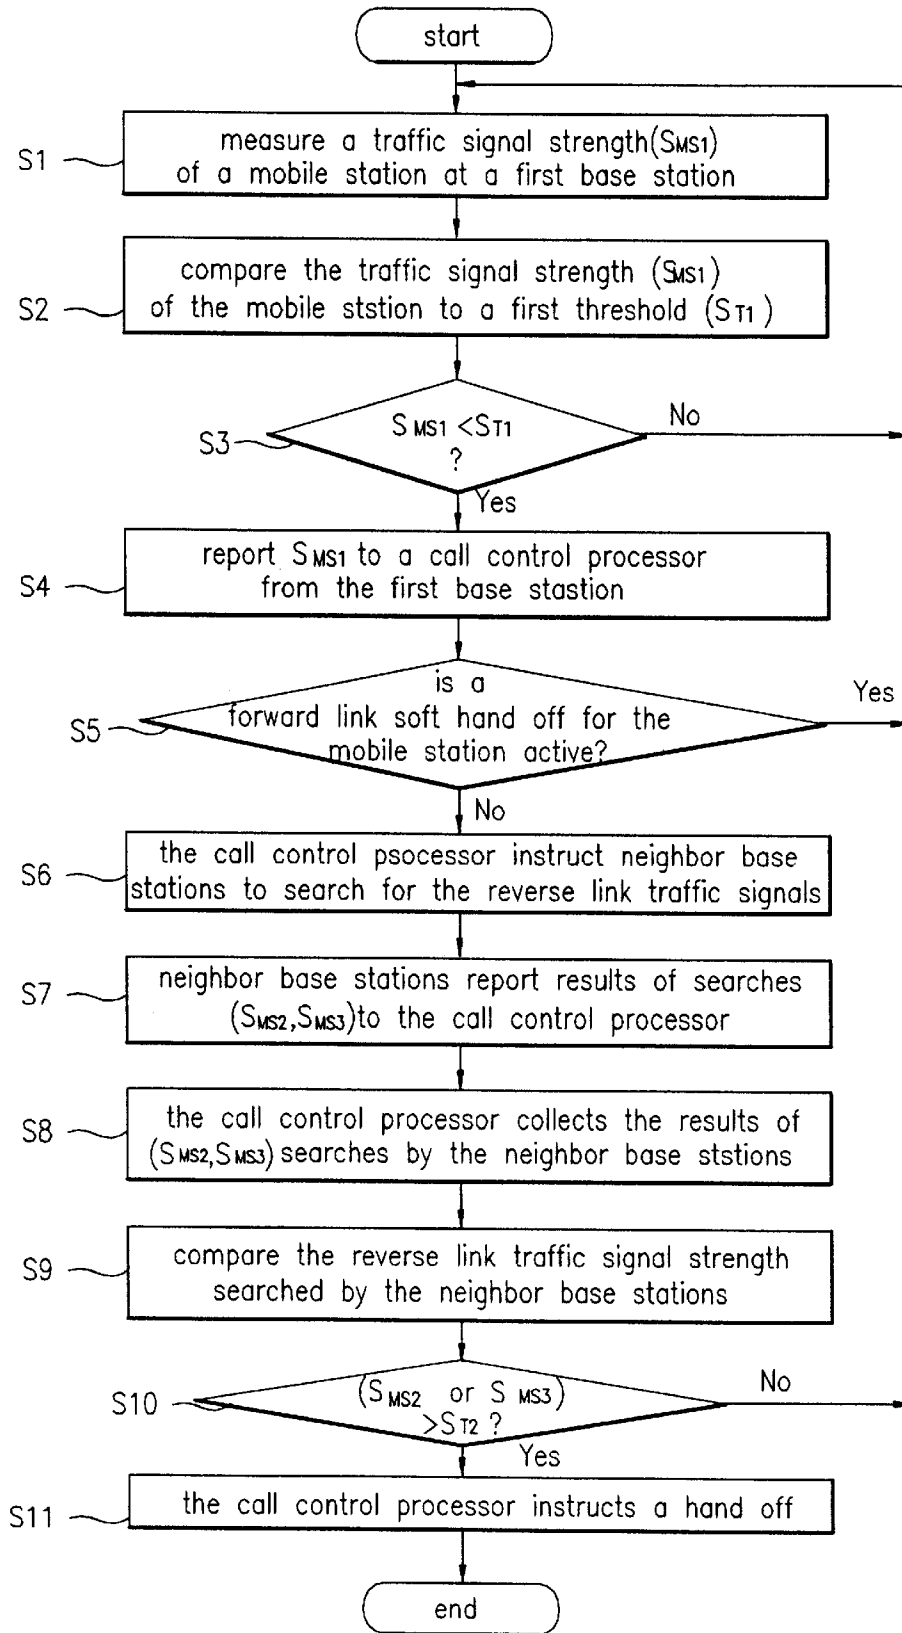 start
S1
measure a traffic signal strength(SMS1)
of a mobile station at a first base station
S2
compare the traffic signal strength (SMS1)
of the mobile ststion to a first threshold (ST1)
S3
SMS1 <ST1
?
No
Yes
S4
report SMS1 to a call control processor
from the first base stastion
S5
is a
forward link soft hand off for the
mobile station active?
Yes
No
S6
the call control psocessor instruct neighbor base
stations to search for the reverse link traffic signals
S7
neighbor base stations report results of searches
(SMS2,SMS3)to the call control processor
S8
the call control processor collects the results of
(SMS2,SMS3) searches by the neighbor base ststions
S9
compare the reverse link traffic signal strength
searched by the neighbor base stations
S10
(SMS2 or SMS3)
>ST2 ?
No
Yes
S11
the call control processor instructs a hand off
end